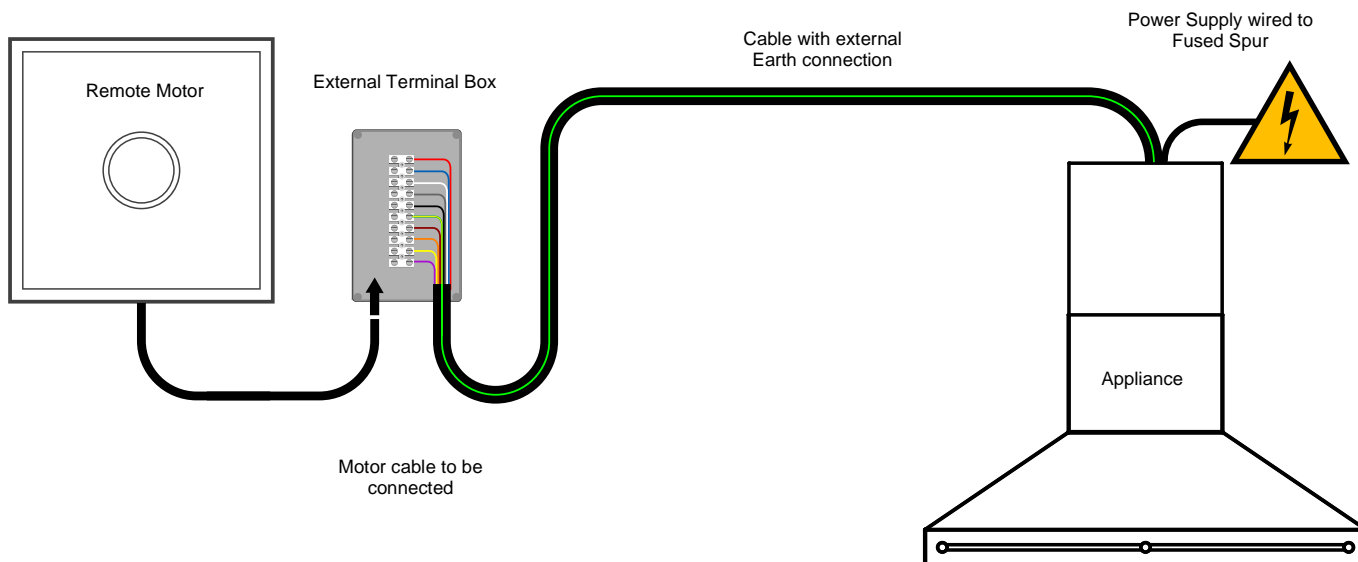 Power Supply wired to
Fused Spur
Cable with external
Earth connection
External Terminal Box
Remote Motor
Appliance
Motor cable to be
connected